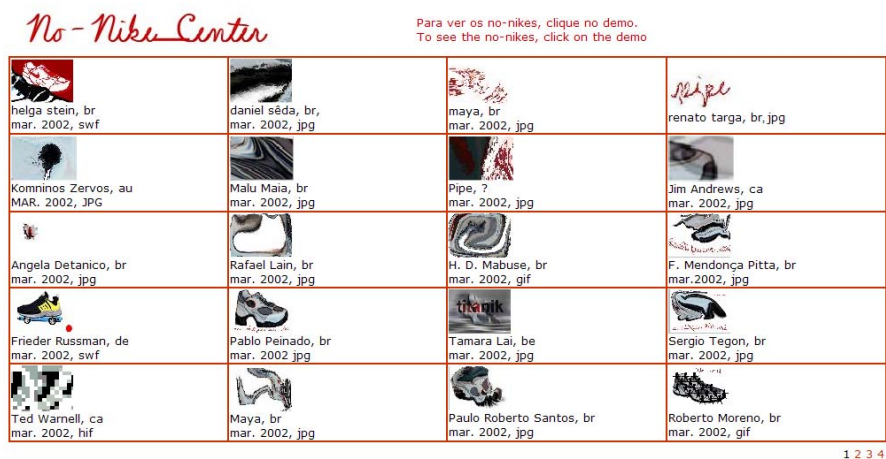 No-Nike Center
Para ver os no-nikes, clique no demo.
To see the no-nikes, click on the demo
helga stein, br
mar. 2002, swf
daniel sêda, br,
mar. 2002, jpg
maya, br
mar. 2002, jpg
pipe
renato targa, br, jpg
Komninos Zervos, au
MAR. 2002, JPG
Malu Maia, br
mar. 2002, jpg
Pipe, ?
mar. 2002, jpg
Jim Andrews, ca
mar. 2002, jpg
Angela Detanico, br
mar. 2002, jpg
Rafael Lain, br
mar. 2002, jpg
H. D. Mabuse, br
mar. 2002, gif
F. Mendonça Pitta, br
mar.2002, jpg
Frieder Russman, de
mar. 2002, swf
Pablo Peinado, br
mar. 2002 jpg
titanik
Tamara Lai, be
mar. 2002, jpg
Sergio Tegon, br
mar. 2002, jpg
Ted Warnell, ca
mar. 2002, hif
Maya, br
mar. 2002, jpg
Paulo Roberto Santos, br
mar. 2002, jpg
Roberto Moreno, br
mar. 2002, gif
1 2 3 4